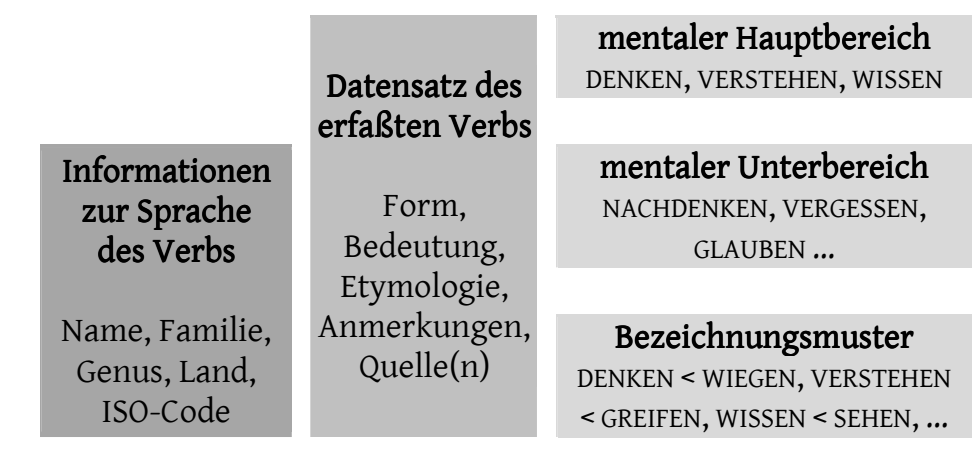 Informationen
zur Sprache
des Verbs
Name, Familie,
Genus, Land,
ISO-Code
Datensatz des
erfaßten Verbs
Form,
Bedeutung,
Etymologie,
Anmerkungen,
Quelle(n)
mentaler Hauptbereich
DENKEN, VERSTEHEN, WISSEN
mentaler Unterbereich
NACHDENKEN, VERGESSEN,
GLAUBEN ...
Bezeichnungsmuster
DENKEN < WIEGEN, VERSTEHEN
< GREIFEN, WISSEN < SEHEN, ...